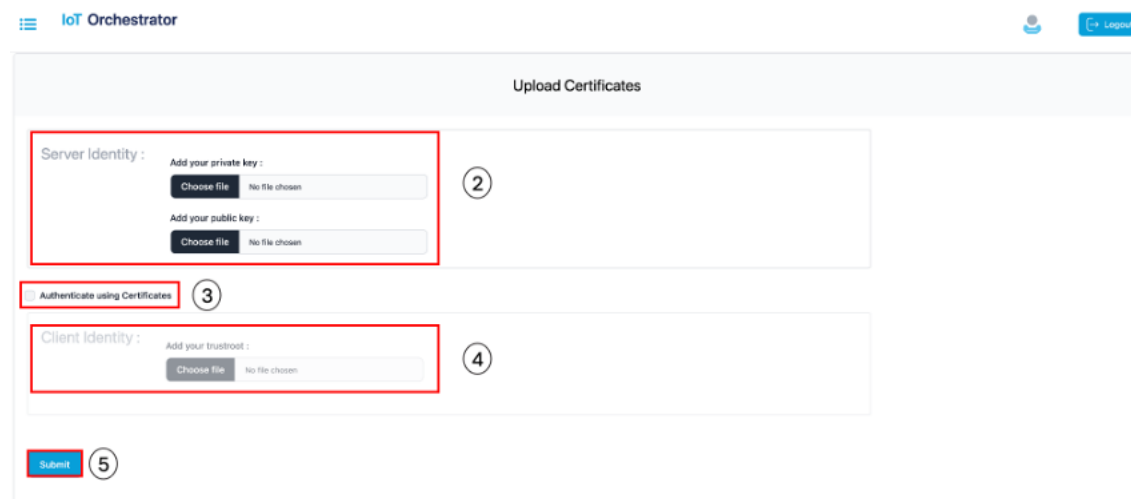 IoT Orchestrator
Logout
Upload Certificates
Server Identity :
Add your private key :
Choose file No file chosen
2
Add your public key :
Choose file No file chosen
Authenticate using Certificates
3
Client Identity :
Add your trustroot :
Choose file No file chosen
4
Submit
5